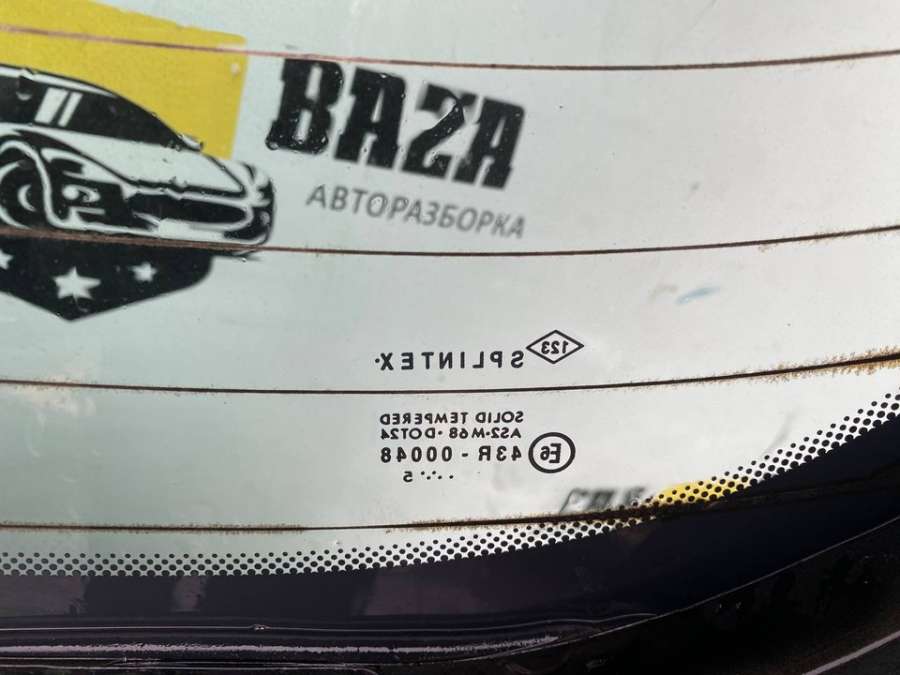 BAZA
АВТОРАЗБОРКА
123
SPLINTEX
SOLID TEMPERED
AS2-M68 · DOT24
E6 43R - 00048
5